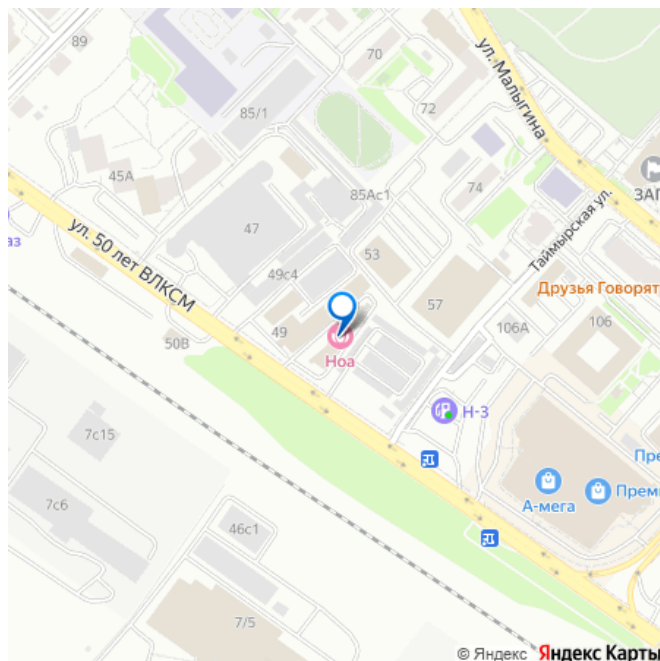 70
ул. Малыгина
72
85/1
45А
85Ас1
74
ЗАГ
47
Таймырская ул.
аз
ул. 50 лет ВЛКСМ
53
49с4
Друзья Говорят
57
106А
106
49
50В
Ноа
Н-3
7с15
Пре
А-мега
Преми
7с6
46с1
7/5
© Яндекс Яндекс Карты